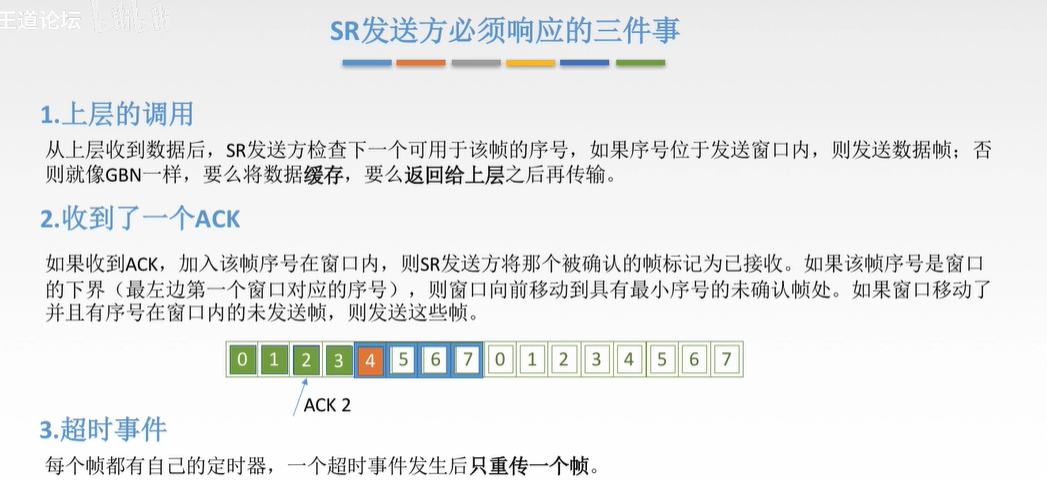 王道论坛
SR发送方必须响应的三件事
1.上层的调用
从上层收到数据后，SR发送方检查下一个可用于该帧的序号，如果序号位于发送窗口内，则发送数据帧；否
则就像GBN一样，要么将数据缓存，要么返回给上层之后再传输。
2.收到了一个ACK
如果收到ACK，加入该帧序号在窗口内，则SR发送方将那个被确认的帧标记为已接收。如果该帧序号是窗口
的下界（最左边第一个窗口对应的序号），则窗口向前移动到具有最小序号的未确认帧处。如果窗口移动了
并且有序号在窗口内的未发送帧，则发送这些帧。
0 1 2 3 4 5 6 7 0 1 2 3 4 5 6 7
ACK 2
3.超时事件
每个帧都有自己的定时器，一个超时事件发生后只重传一个帧。